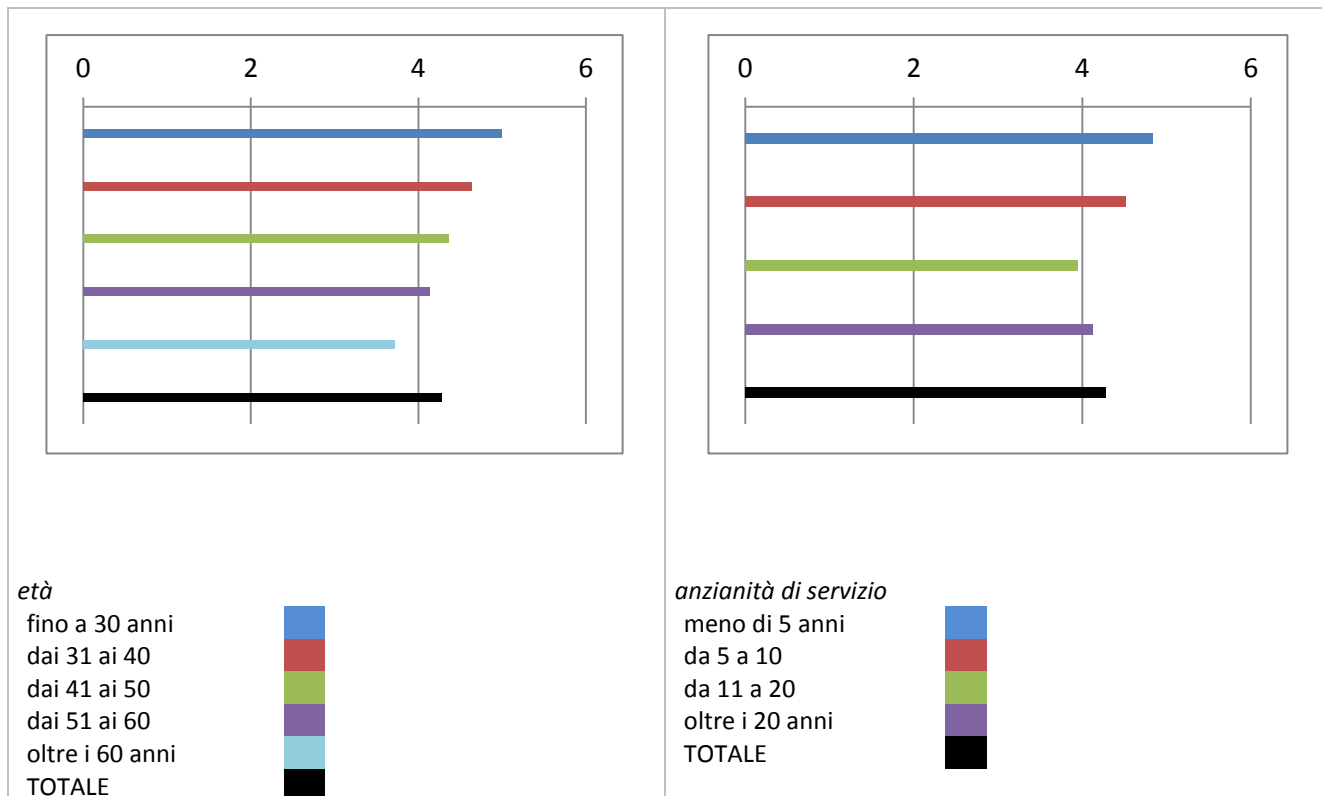 0 2 4 6
età
fino a 30 anni
dai 31 ai 40
dai 41 ai 50
dai 51 ai 60
oltre i 60 anni
TOTALE
0 2 4 6
anzianità di servizio
meno di 5 anni
da 5 a 10
da 11 a 20
oltre i 20 anni
TOTALE